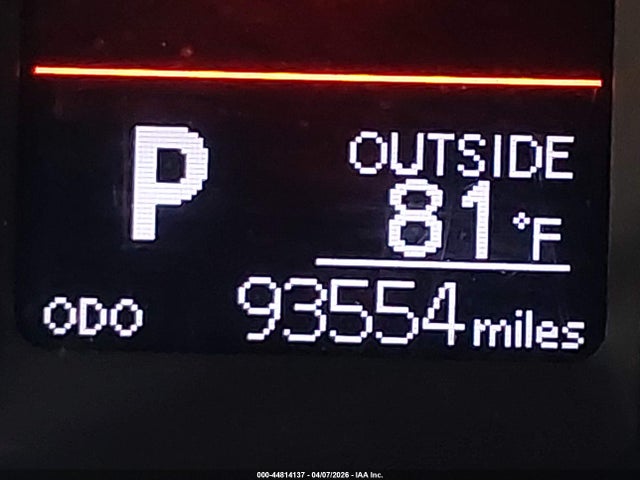 P
OUTSIDE
81°F
ODO 93554 miles
000-44814137 - 04/07/2026 - IAA Inc.